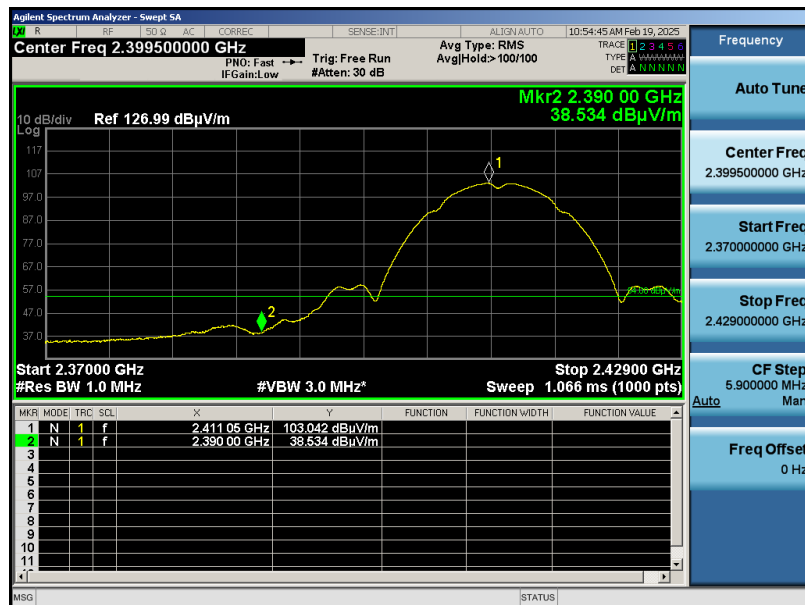 Agilent Spectrum Analyzer - Swept SA
LXI R RF 50 Ω AC CORREC SENSE:INT ALIGN AUTO 10:54:45 AM Feb 19, 2025
Center Freq 2.399500000 GHz
PNO: Fast
IFGain:Low
Trig: Free Run
#Atten: 30 dB
Avg Type: RMS
Avg|Hold:>100/100
TRACE 1 2 3 4 5 6
TYPE A WWWWW
DET A N N N N N
Mkr2 2.390 00 GHz
38.534 dBµV/m
10 dB/div Ref 126.99 dBµV/m
Log
117
107
97.0
87.0
77.0
67.0
57.0
47.0
37.0
1
2
Start 2.37000 GHz Stop 2.42900 GHz
#Res BW 1.0 MHz #VBW 3.0 MHz* Sweep 1.066 ms (1000 pts)
MKR MODE TRC SCL X Y FUNCTION FUNCTION WIDTH FUNCTION VALUE
1 N 1 f 2.411 05 GHz 103.042 dBµV/m
2 N 1 f 2.390 00 GHz 38.534 dBµV/m
3
4
5
6
7
8
9
10
11
MSG STATUS
Frequency
Auto Tune
Center Freq
2.399500000 GHz
Start Freq
2.370000000 GHz
Stop Freq
2.429000000 GHz
CF Step
5.900000 MHz
Auto Man
Freq Offset
0 Hz